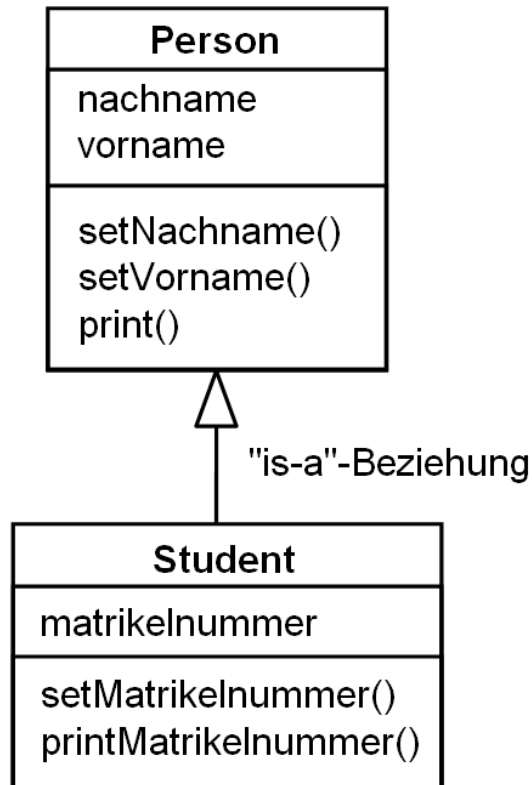 Person
nachname
vorname
setNachname()
setVorname()
print()
"is-a"-Beziehung
Student
matrikelnummer
setMatrikelnummer()
printMatrikelnummer()